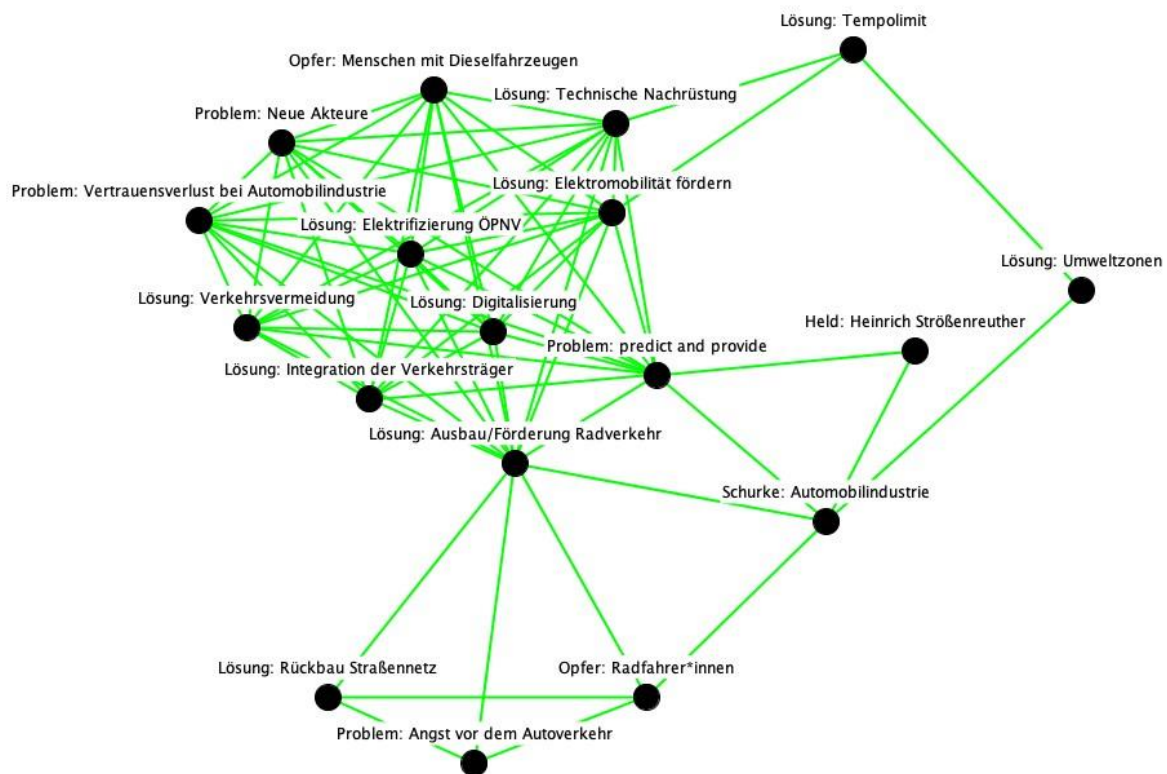 Lösung: Tempolimit
Opfer: Menschen mit Dieselfahrzeugen
Lösung: Technische Nachrüstung
Problem: Neue Akteure
Problem: Vertrauensverlust bei Automobilindustrie
Lösung: Elektromobilität fördern
Lösung: Elektrifizierung ÖPNV
Lösung: Umweltzonen
Lösung: Verkehrsvermeidung
Lösung: Digitalisierung
Held: Heinrich Strößenreuther
Problem: predict and provide
Lösung: Integration der Verkehrsträger
Lösung: Ausbau/Förderung Radverkehr
Schurke: Automobilindustrie
Lösung: Rückbau Straßennetz
Opfer: Radfahrer*innen
Problem: Angst vor dem Autoverkehr